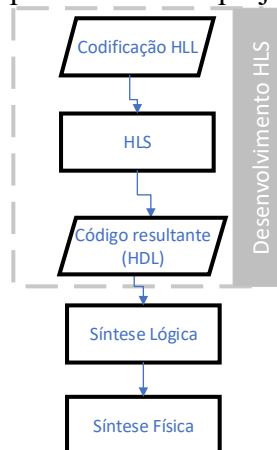 Codificação HLL
HLS
Código resultante
(HDL)
Síntese Lógica
Síntese Física
Desenvolvimento HLS